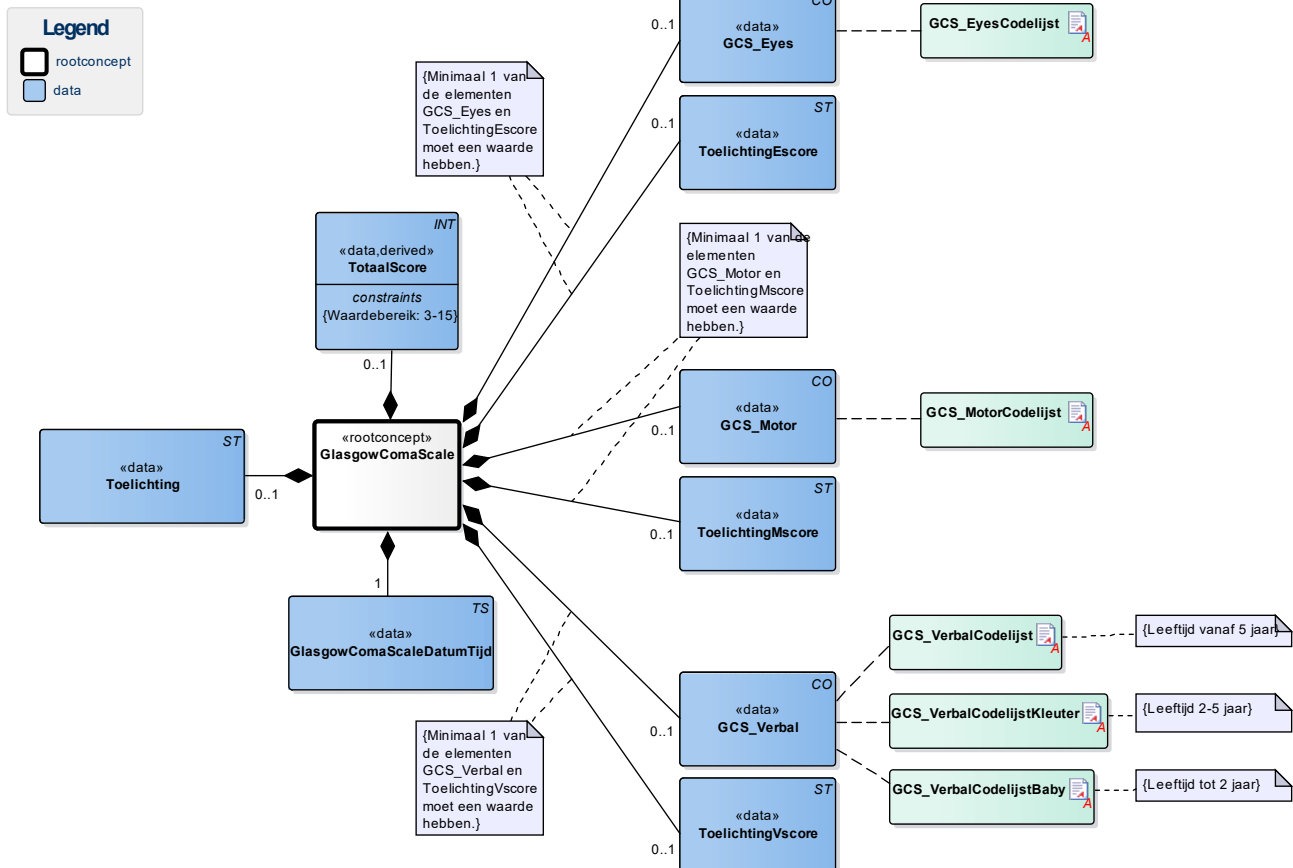 Legend
rootconcept
data
CO
«data»
GCS_Eyes
0..1
GCS_EyesCodelijst
A
{Minimaal 1 van
de elementen
GCS_Eyes en
ToelichtingEscore
moet een waarde
hebben.}
ST
«data»
ToelichtingEscore
0..1
INT
«data,derived»
TotaalScore
constraints
{Waardebereik: 3-15}
0..1
{Minimaal 1 van de
elementen
GCS_Motor en
ToelichtingMscore
moet een waarde
hebben.}
CO
«data»
GCS_Motor
0..1
GCS_MotorCodelijst
A
ST
«data»
Toelichting
0..1
«rootconcept»
GlasgowComaScale
ST
«data»
ToelichtingMscore
0..1
1
TS
«data»
GlasgowComaScaleDatumTijd
GCS_VerbalCodelijst
A
{Leeftijd vanaf 5 jaar}
CO
«data»
GCS_Verbal
0..1
GCS_VerbalCodelijstKleuter
A
{Leeftijd 2-5 jaar}
{Minimaal 1 van
de elementen
GCS_Verbal en
ToelichtingVscore
moet een waarde
hebben.}
GCS_VerbalCodelijstBaby
A
{Leeftijd tot 2 jaar}
ST
«data»
ToelichtingVscore
0..1